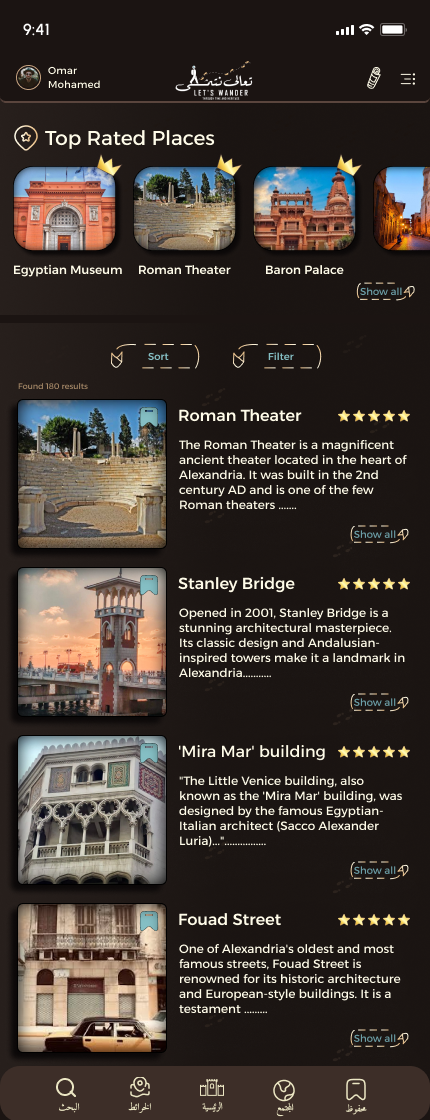 9:41
Omar
Mohamed
تعالى نتمشى
LET'S WANDER
Top Rated Places
Egyptian Museum
Roman Theater
Baron Palace
Show all
Sort
Filter
Found 180 results
Roman Theater
The Roman Theater is a magnificent
ancient theater located in the heart of
Alexandria. It was built in the 2nd
century AD and is one of the few
Roman theaters .......
Show all
Stanley Bridge
Opened in 2001, Stanley Bridge is a
stunning architectural masterpiece.
Its classic design and Andalusian-
inspired towers make it a landmark in
Alexandria..........
Show all
'Mira Mar' building
"The Little Venice building, also
known as the 'Mira Mar' building, was
designed by the famous Egyptian-
Italian architect (Sacco Alexander
Luria)..."................
Show all
Fouad Street
One of Alexandria's oldest and most
famous streets, Fouad Street is
renowned for its historic architecture
and European-style buildings. It is a
testament .........
Show all
البحث
الخرائط
الرئيسية
المجتمع
محفوظ